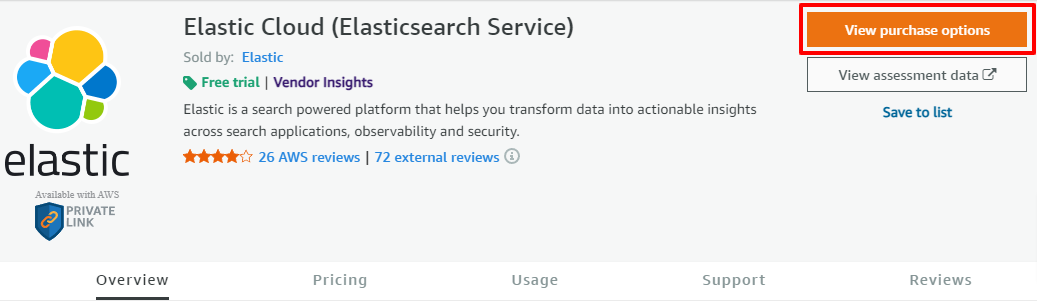 Elastic Cloud (Elasticsearch Service)
View purchase options
Sold by: Elastic
Free trial | Vendor Insights
View assessment data
Elastic is a search powered platform that helps you transform data into actionable insights
across search applications, observability and security.
Save to list
26 AWS reviews | 72 external reviews
elastic
Available with AWS
PRIVATE
LINK
Overview Pricing Usage Support Reviews